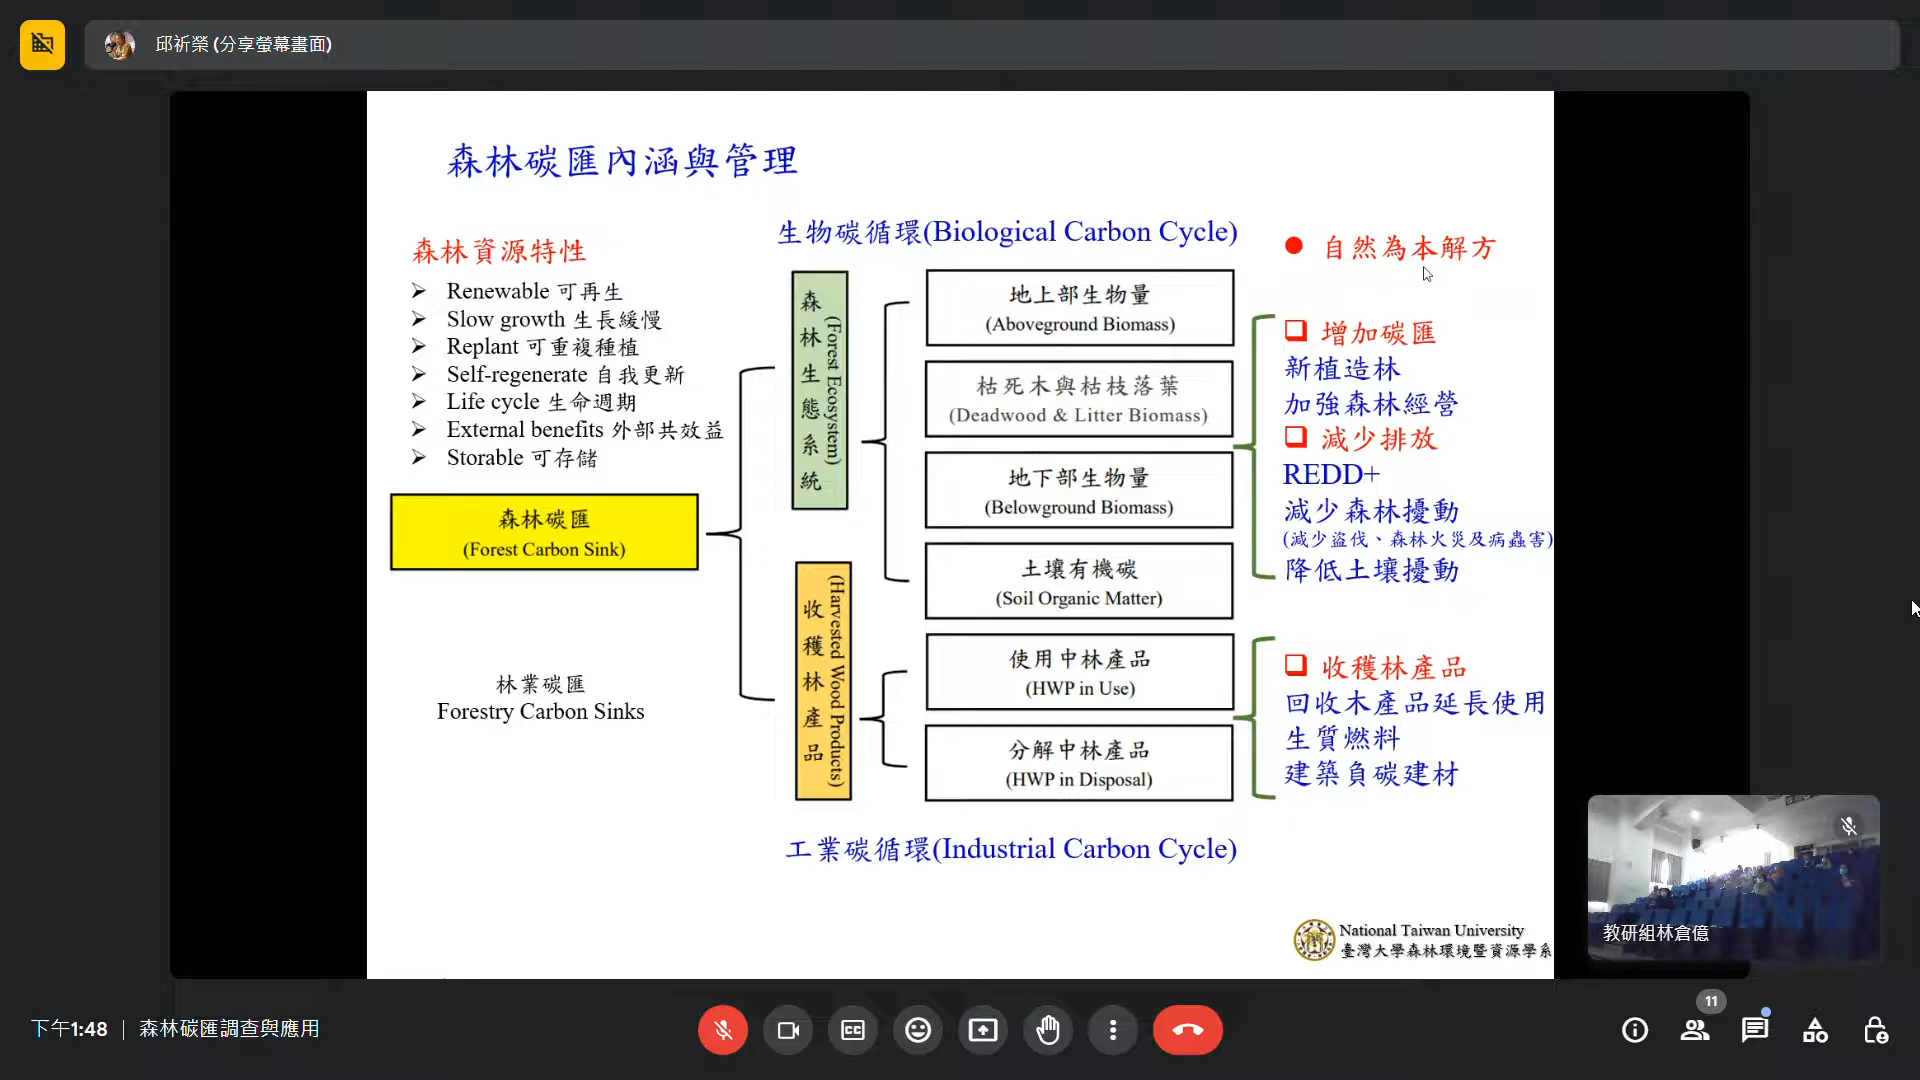 邱祈榮 (分享螢幕畫面)
森林碳匯內涵與管理
森林資源特性
Renewable 可再生
Slow growth 生長緩慢
Replant 可重複種植
Self-regenerate 自我更新
Life cycle 生命週期
External benefits 外部共效益
Storable 可存儲
森林碳匯
(Forest Carbon Sink)
林業碳匯
Forestry Carbon Sinks
生物碳循環(Biological Carbon Cycle)
森林生態系統
(Forest Ecosystem)
地上部生物量
(Aboveground Biomass)
枯死木與枯枝落葉
(Deadwood & Litter Biomass)
地下部生物量
(Belowground Biomass)
土壤有機碳
(Soil Organic Matter)
收穫林產品
(Harvested Wood Products)
使用中林產品
(HWP in Use)
分解中林產品
(HWP in Disposal)
工業碳循環(Industrial Carbon Cycle)
自然為本解方
增加碳匯
新植造林
加強森林經營
減少排放
REDD+
減少森林擾動
(減少盜伐、森林火災及病蟲害)
降低土壤擾動
收穫林產品
回收木產品延長使用
生質燃料
建築負碳建材
National Taiwan University
臺灣大學森林環境暨資源學系
教研組林倉億
下午1:48 | 森林碳匯調查與應用
11